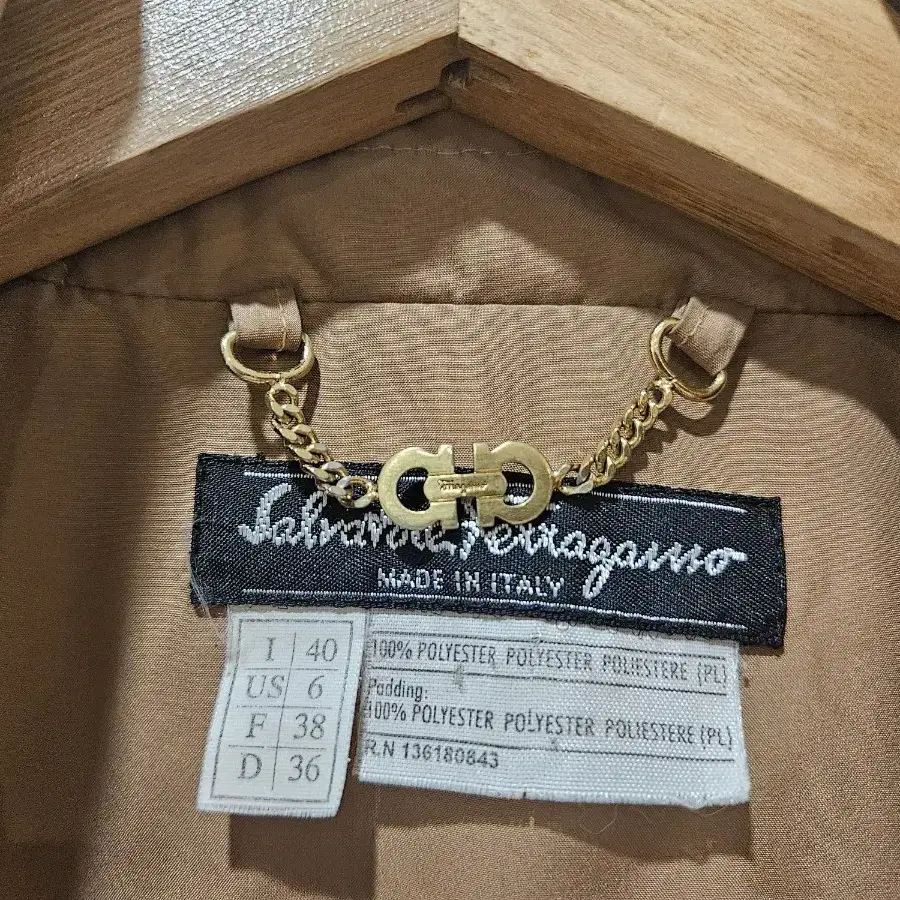 Ferragamo
Salvatore Ferragamo
MADE IN ITALY
I 40
US 6
F 38
D 36
100% POLYESTER POLYESTER POLIESTERE (PL)
Padding:
100% POLYESTER POLYESTER POLIESTERE (PL)
R.N 136180843